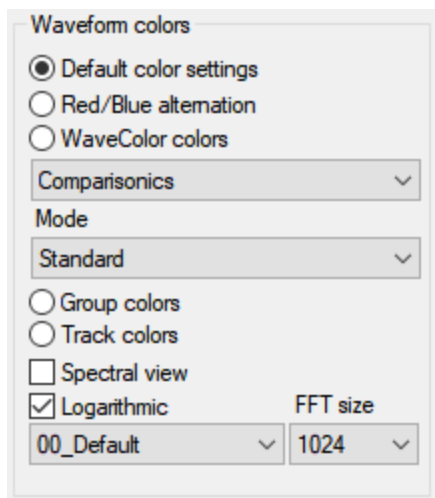 Waveform colors
Default color settings
Red/Blue alternation
WaveColor colors
Comparisonics
Mode
Standard
Group colors
Track colors
Spectral view
Logarithmic FFT size
00_Default 1024